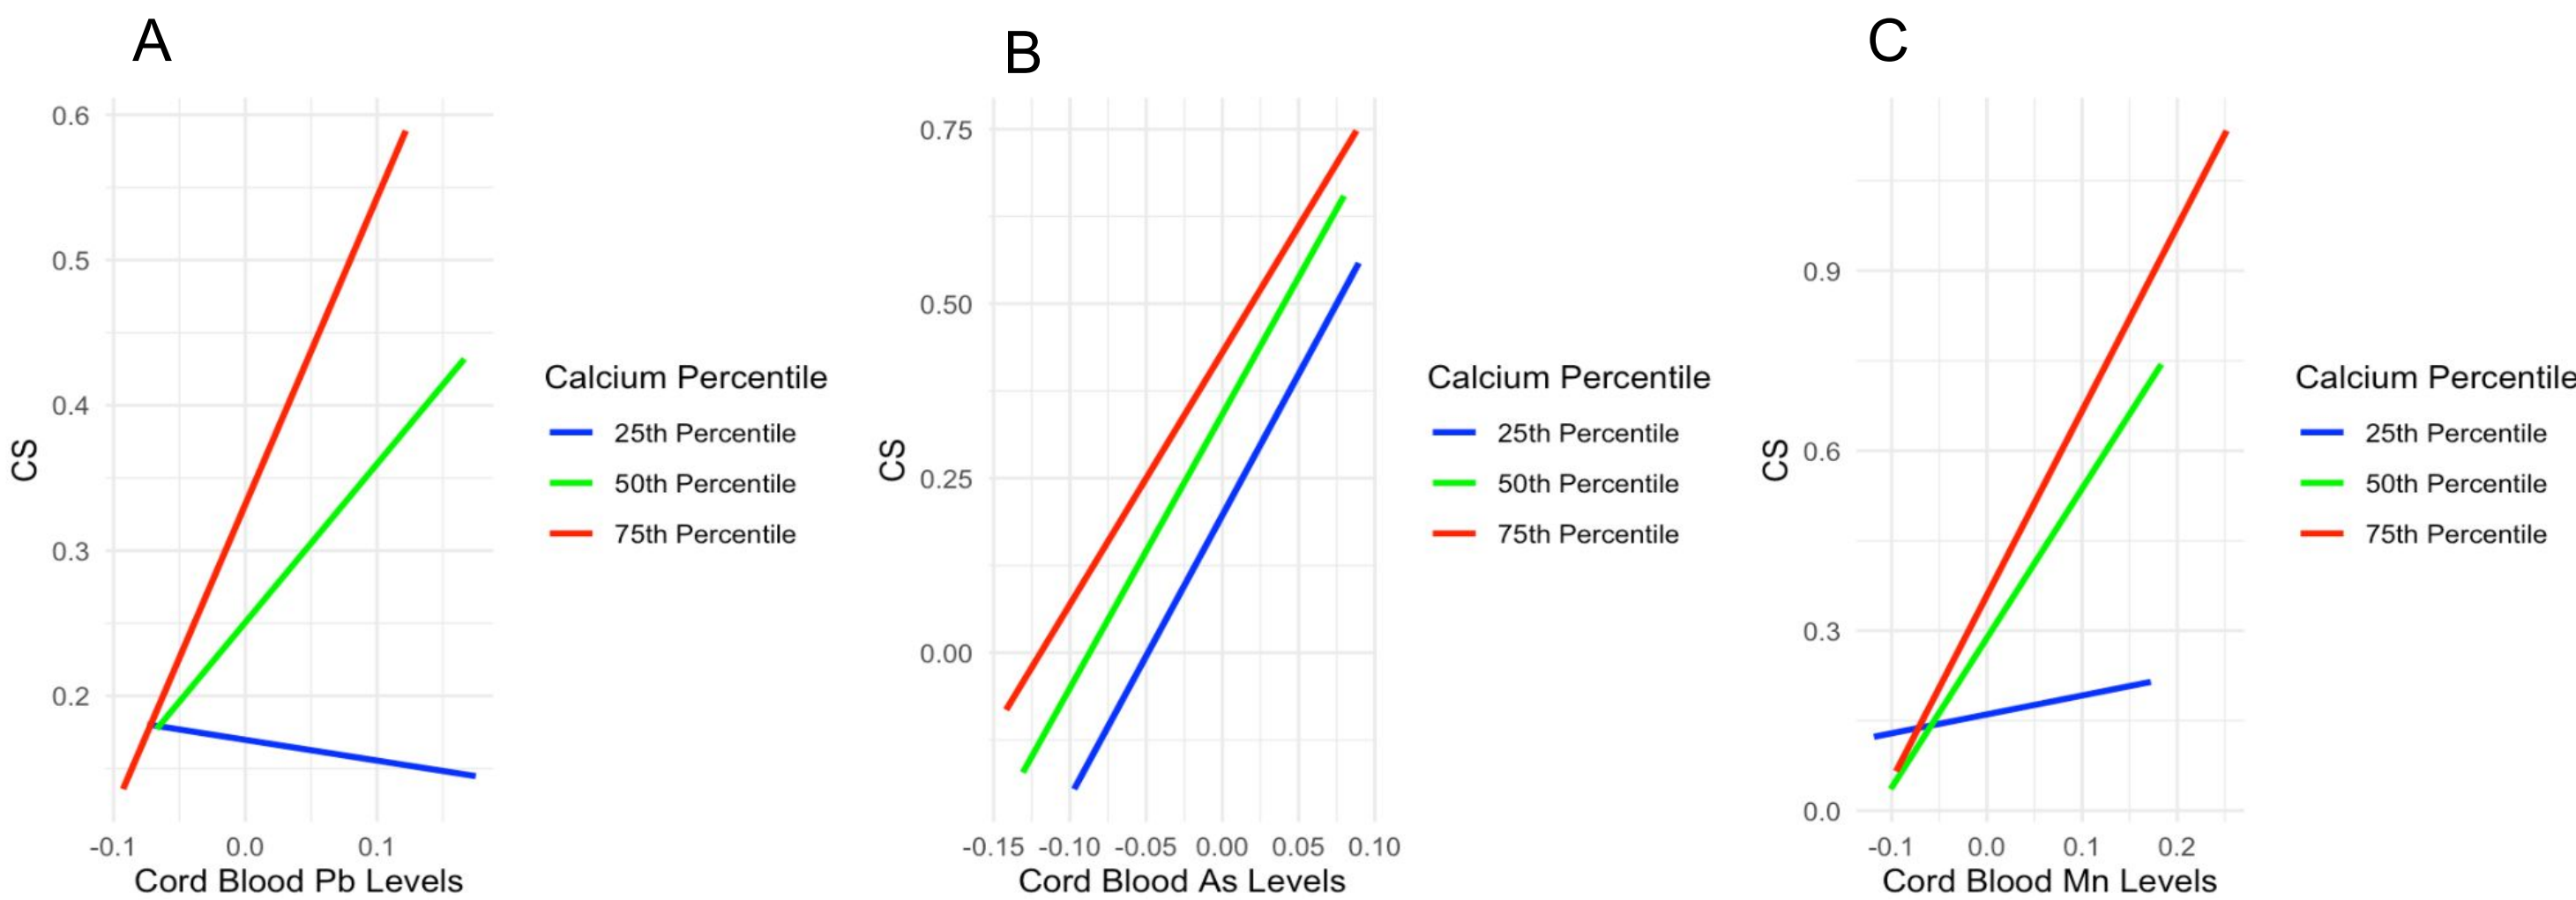 A
0.6
0.5
0.4
0.3
0.2
CS
-0.1 0.0 0.1
Cord Blood Pb Levels
Calcium Percentile
25th Percentile
50th Percentile
75th Percentile
B
0.75
0.50
0.25
0.00
CS
-0.15 -0.10 -0.05 0.00 0.05 0.10
Cord Blood As Levels
Calcium Percentile
25th Percentile
50th Percentile
75th Percentile
C
0.9
0.6
0.3
0.0
CS
-0.1 0.0 0.1 0.2
Cord Blood Mn Levels
Calcium Percentile
25th Percentile
50th Percentile
75th Percentile